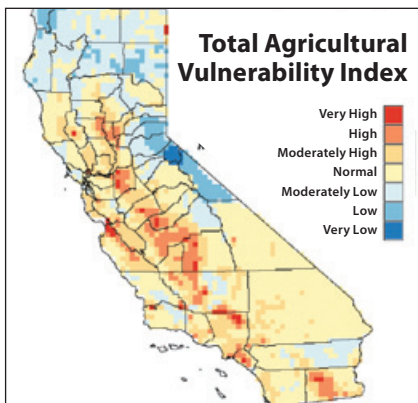 Total Agricultural
Vulnerability Index
Very High
High
Moderately High
Normal
Moderately Low
Low
Very Low